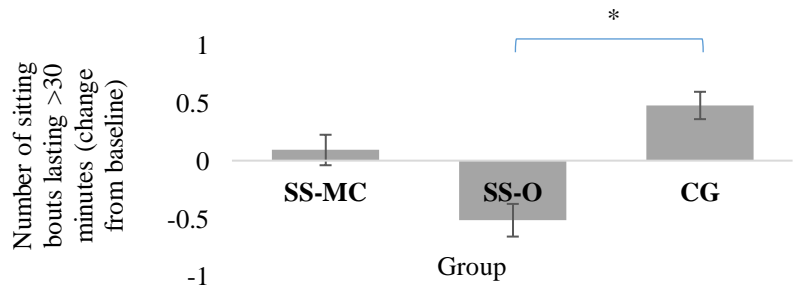 *
Number of sitting
bouts lasting >30
minutes (change
from baseline)
1
0.5
0
-0.5
-1
SS-MC
SS-O
CG
Group